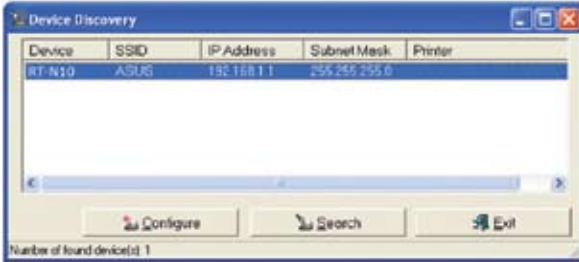 Device Discovery
Device SSID IP Address Subnet Mask Printer
RT-N10 ASUS 192.168.1.1 255.255.255.0
Configure Search Exit
Number of found device(s): 1